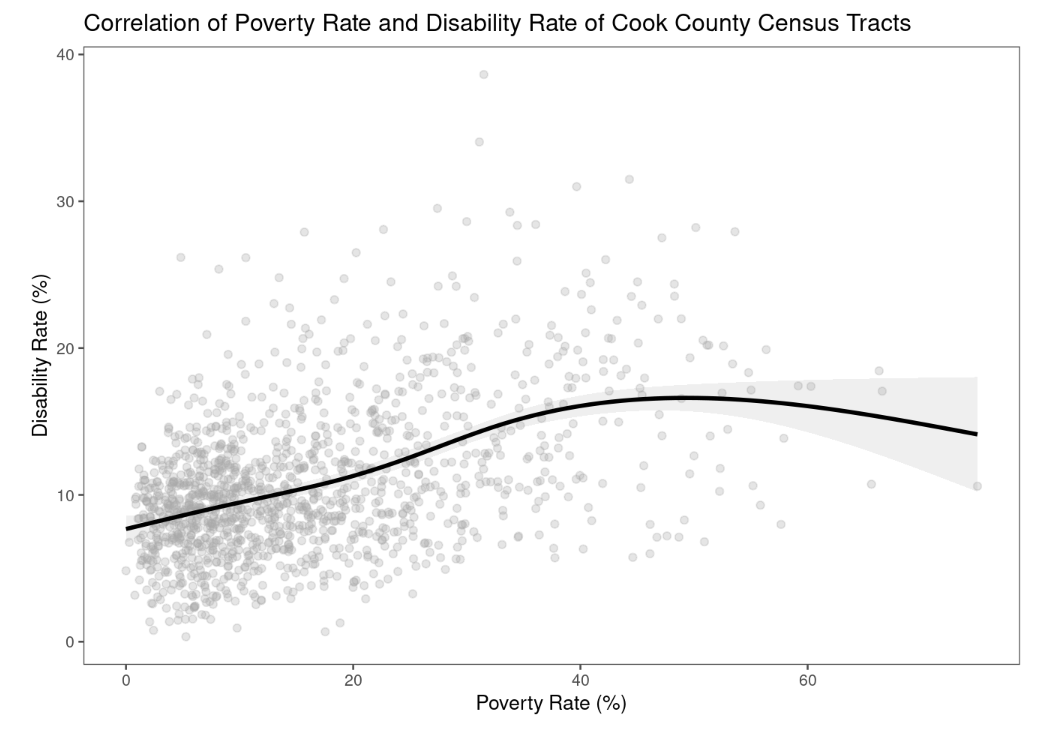 Correlation of Poverty Rate and Disability Rate of Cook County Census Tracts
40
30
20
10
0
Disability Rate (%)
0 20 40 60
Poverty Rate (%)